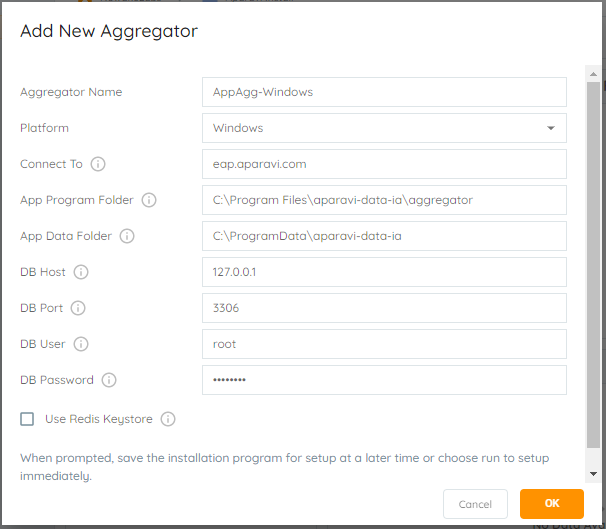 Add New Aggregator
Aggregator Name
AppAgg-Windows
Platform
Windows
Connect To
eap.aparavi.com
App Program Folder
C:\Program Files\aparavi-data-ia\aggregator
App Data Folder
C:\ProgramData\aparavi-data-ia
DB Host
127.0.0.1
DB Port
3306
DB User
root
DB Password
••••••••
Use Redis Keystore
When prompted, save the installation program for setup at a later time or choose run to setup
immediately.
Cancel
OK